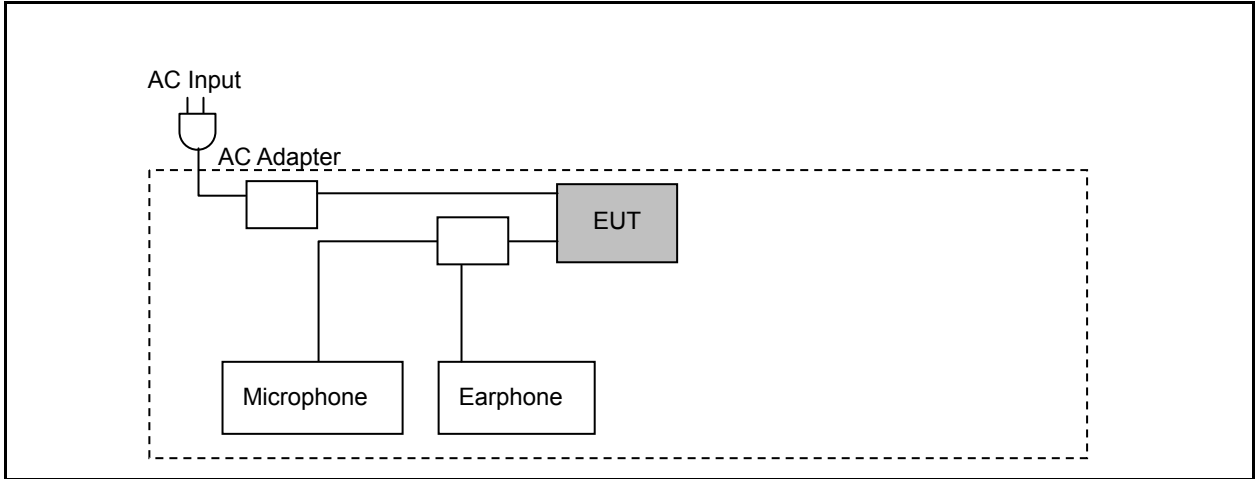 AC Input
AC Adapter
EUT
Microphone
Earphone